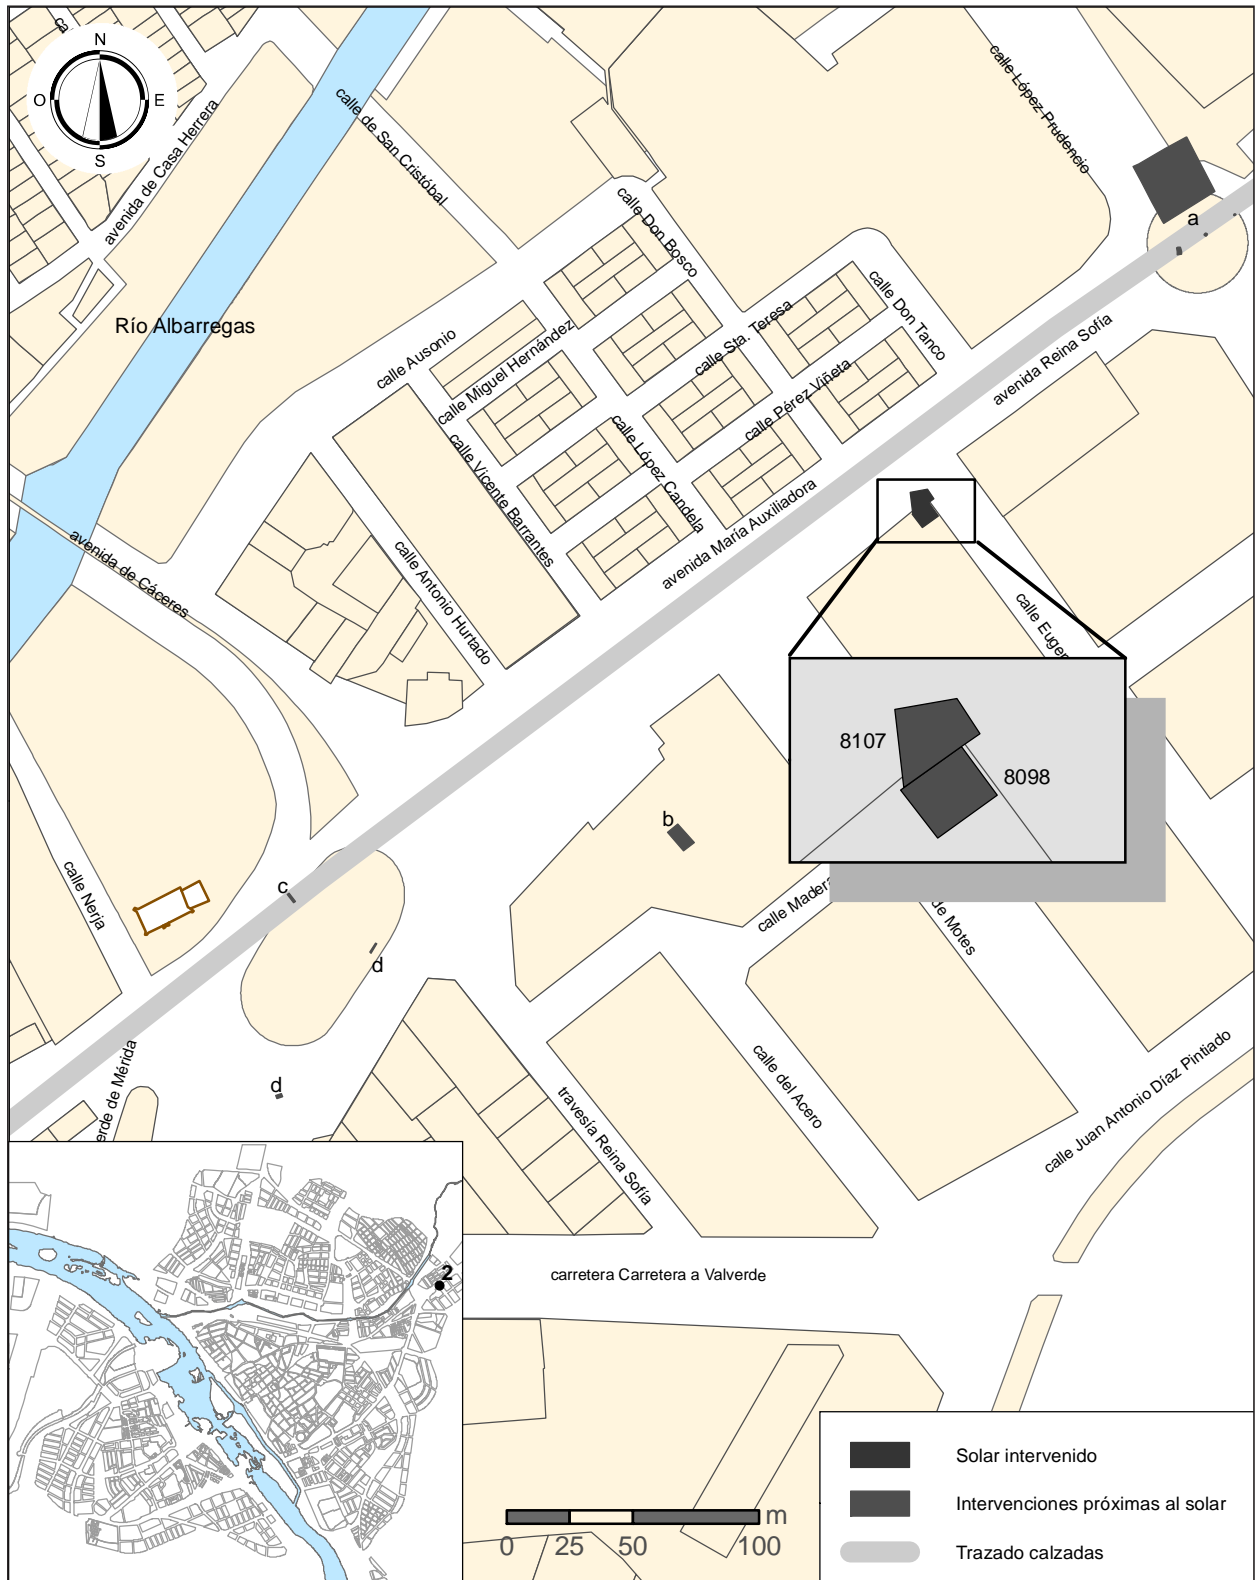 N
O
E
S
avenida de Casa Herrera
calle de San Cristóbal
calle López Prudencio
a
calle Don Bosco
calle Don Tanco
Río Albarregas
calle Ausonio
calle Miguel Hernández
calle Sta. Teresa
calle Pérez Viñeta
avenida Reina Sofía
calle Vicente Barrantes
calle López Candela
avenida María Auxiliadora
avenida de Cáceres
calle Antonio Hurtado
calle Euger
8107
8098
b
c
d
calle Nerja
calle Madera
de Motes
d
erde de Mérida
calle del Acero
travesía Reina Sofía
calle Juan Antonio Díaz Pintiado
2
carretera Carretera a Valverde
Solar intervenido
Intervenciones próximas al solar
Trazado calzadas
m
0 25 50 100